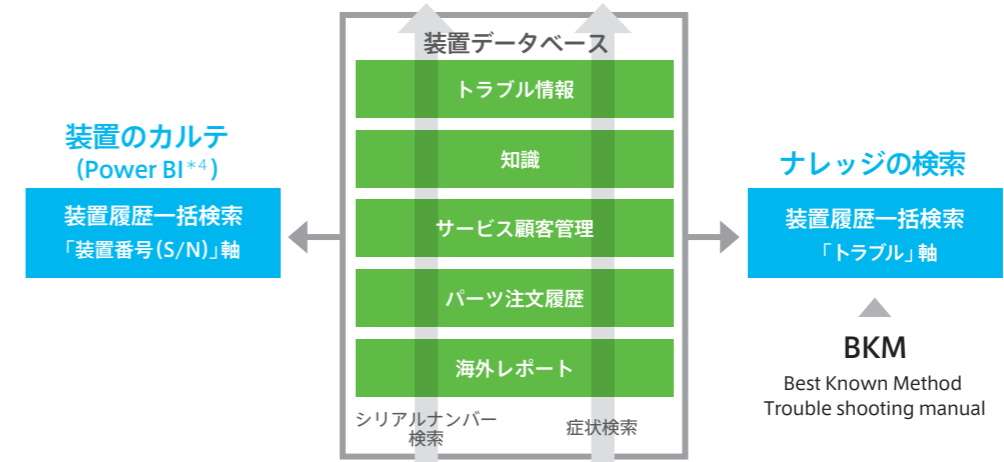 装置データベース
トラブル情報
知識
サービス顧客管理
パーツ注文履歴
海外レポート
シリアルナンバー
検索
症状検索
装置のカルテ
(Power BI*4)
装置履歴一括検索
「装置番号(S/N)」軸
ナレッジの検索
装置履歴一括検索
「トラブル」軸
BKM
Best Known Method
Trouble shooting manual